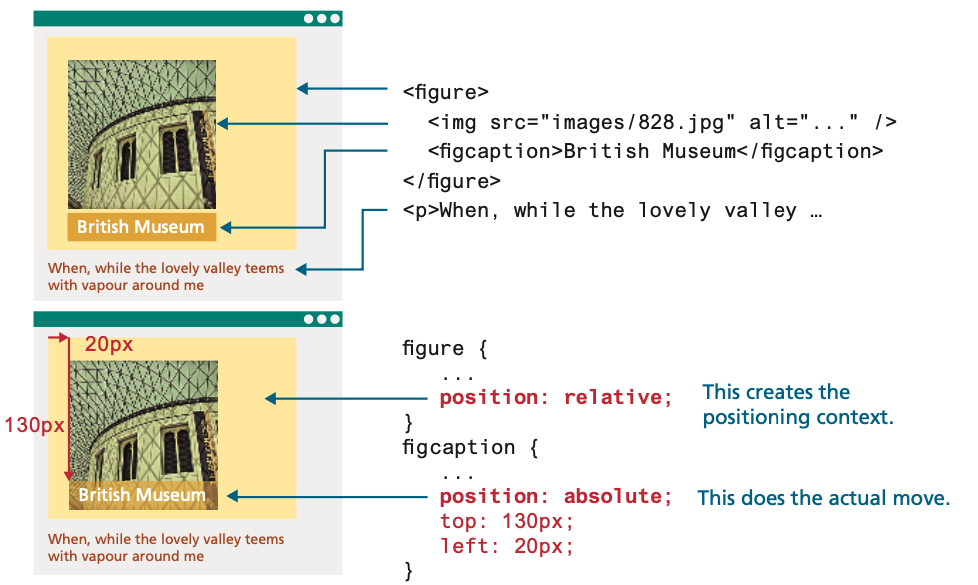 <figure>
<img src="images/828.jpg" alt="..." />
<figcaption>British Museum</figcaption>
</figure>
<p>When, while the lovely valley …
British Museum
When, while the lovely valley teems
with vapour around me
20px
130px
British Museum
When, while the lovely valley teems
with vapour around me
figure {
...
position: relative;
}
figcaption {
...
position: absolute;
top: 130px;
left: 20px;
}
This creates the
positioning context.
This does the actual move.